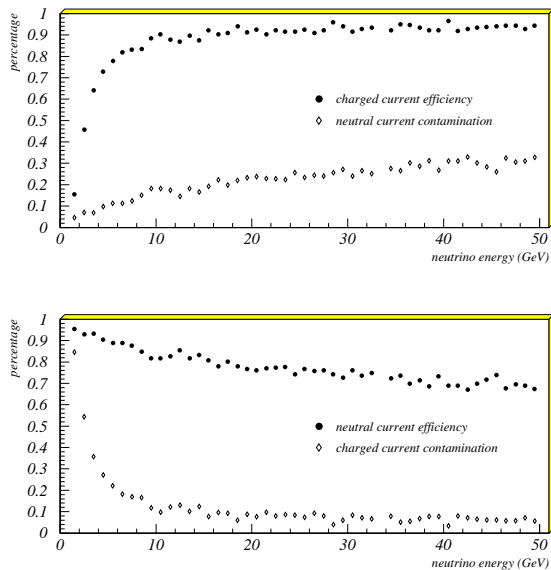 percentage
1
0.9
0.8
0.7
0.6
0.5
0.4
0.3
0.2
0.1
0
charged current efficiency
neutral current contamination
0 10 20 30 40 50
neutrino energy (GeV)
percentage
1
0.9
0.8
0.7
0.6
0.5
0.4
0.3
0.2
0.1
0
neutral current efficiency
charged current contamination
0 10 20 30 40 50
neutrino energy (GeV)